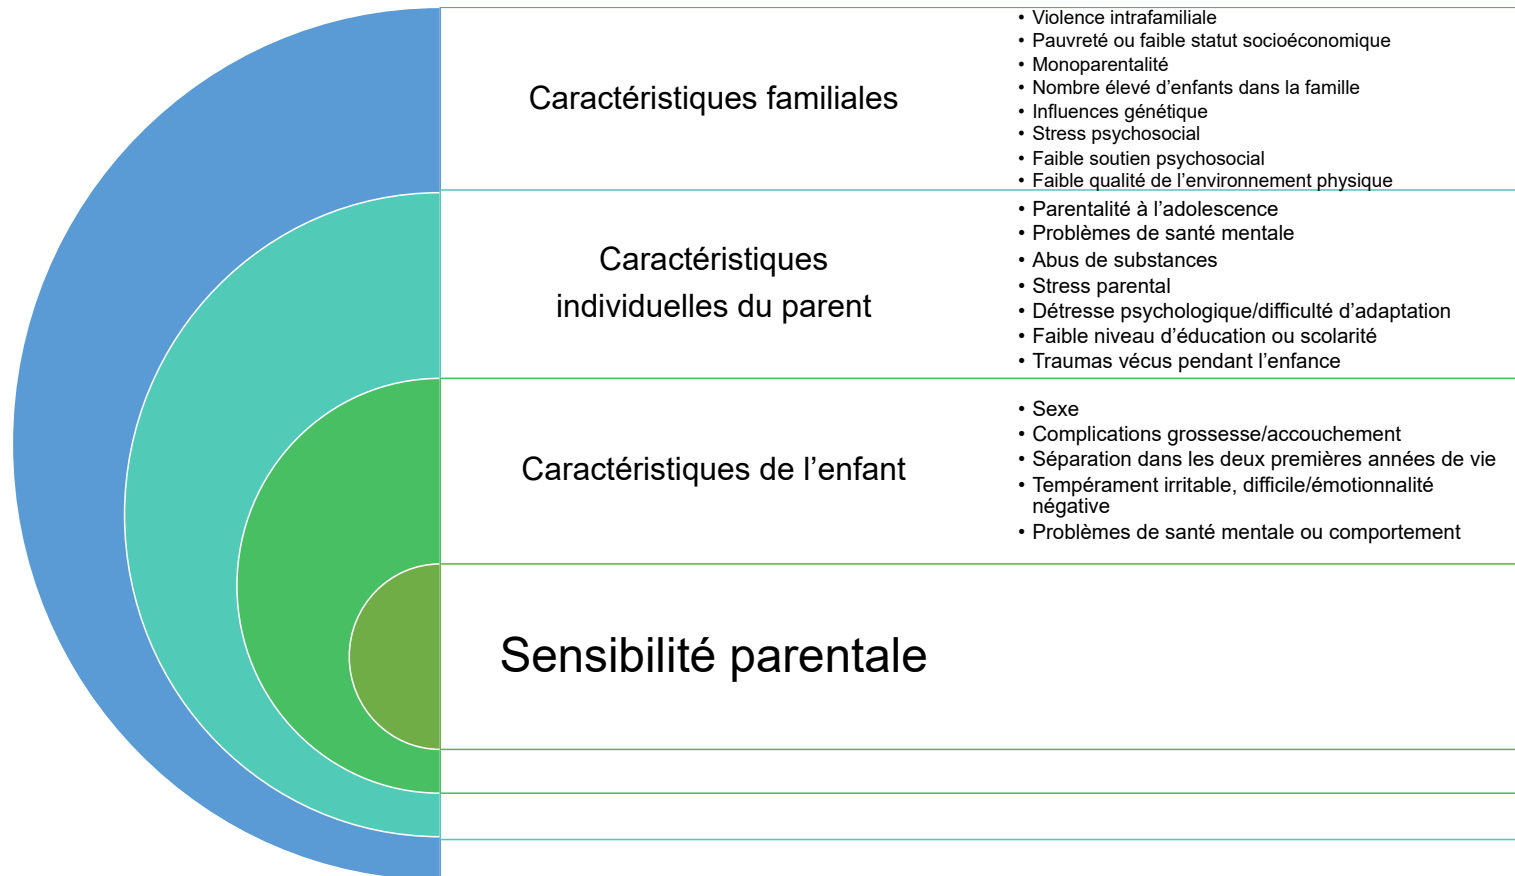 Caractéristiques familiales
• Violence intrafamiliale
• Pauvreté ou faible statut socioéconomique
• Monoparentalité
• Nombre élevé d’enfants dans la famille
• Influences génétique
• Stress psychosocial
• Faible soutien psychosocial
• Faible qualité de l’environnement physique
Caractéristiques
individuelles du parent
• Parentalité à l’adolescence
• Problèmes de santé mentale
• Abus de substances
• Stress parental
• Détresse psychologique/difficulté d’adaptation
• Faible niveau d’éducation ou scolarité
• Traumas vécus pendant l’enfance
Caractéristiques de l’enfant
• Sexe
• Complications grossesse/accouchement
• Séparation dans les deux premières années de vie
• Tempérament irritable, difficile/émotionnalité
négative
• Problèmes de santé mentale ou comportement
Sensibilité parentale